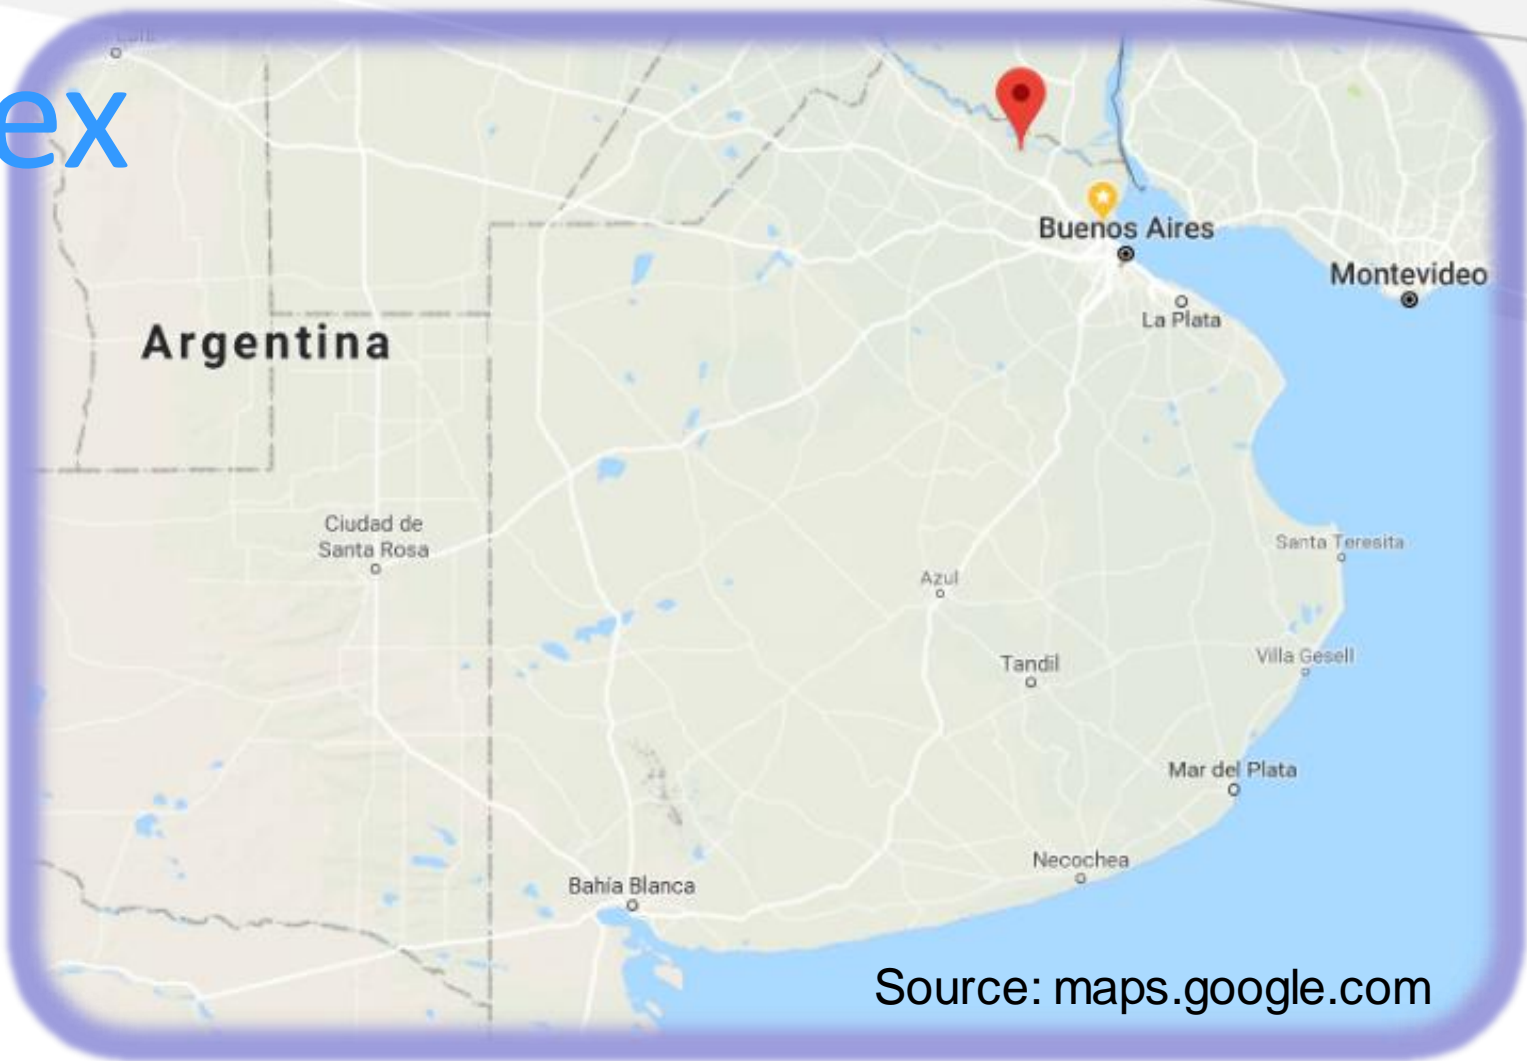 ex
Buenos Aires
Montevideo
La Plata
Argentina
Ciudad de
Santa Rosa
Santa Teresita
Azul
Tandil
Villa Gesell
Mar del Plata
Necochea
Bahía Blanca
Source: maps.google.com